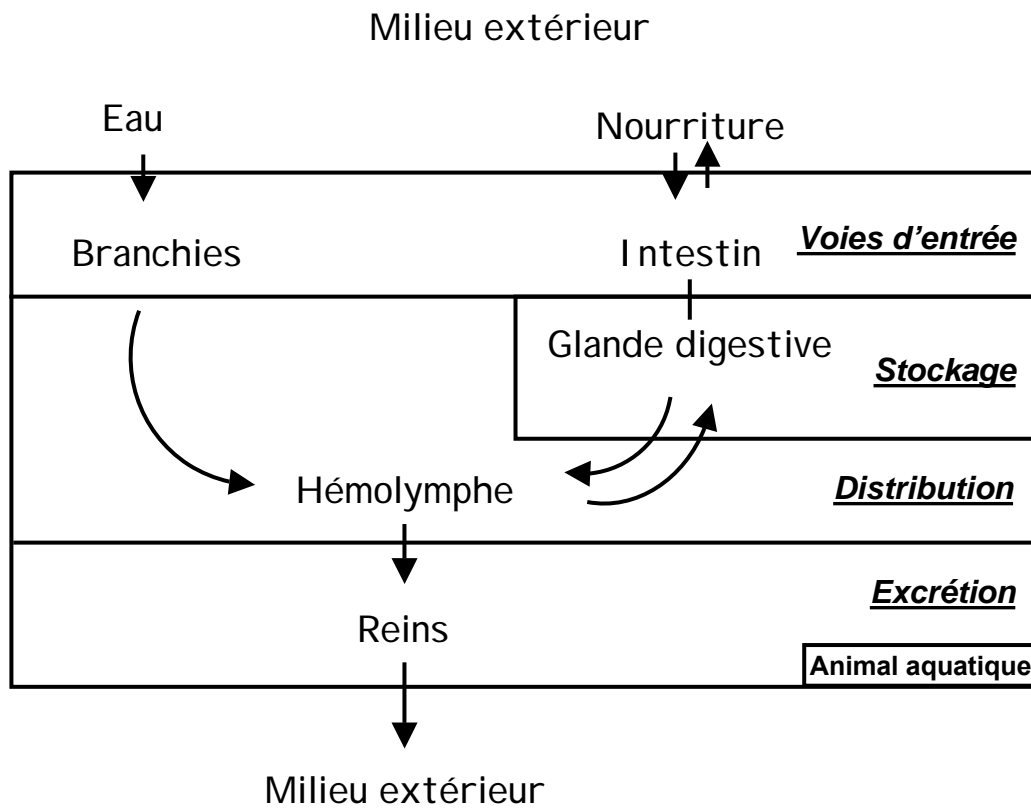 Milieu extérieur
Eau
Nourriture
Branchies
Intestin
Voies d'entrée
Glande digestive
Stockage
Hémolymphe
Distribution
Excrétion
Reins
Animal aquatique
Milieu extérieur